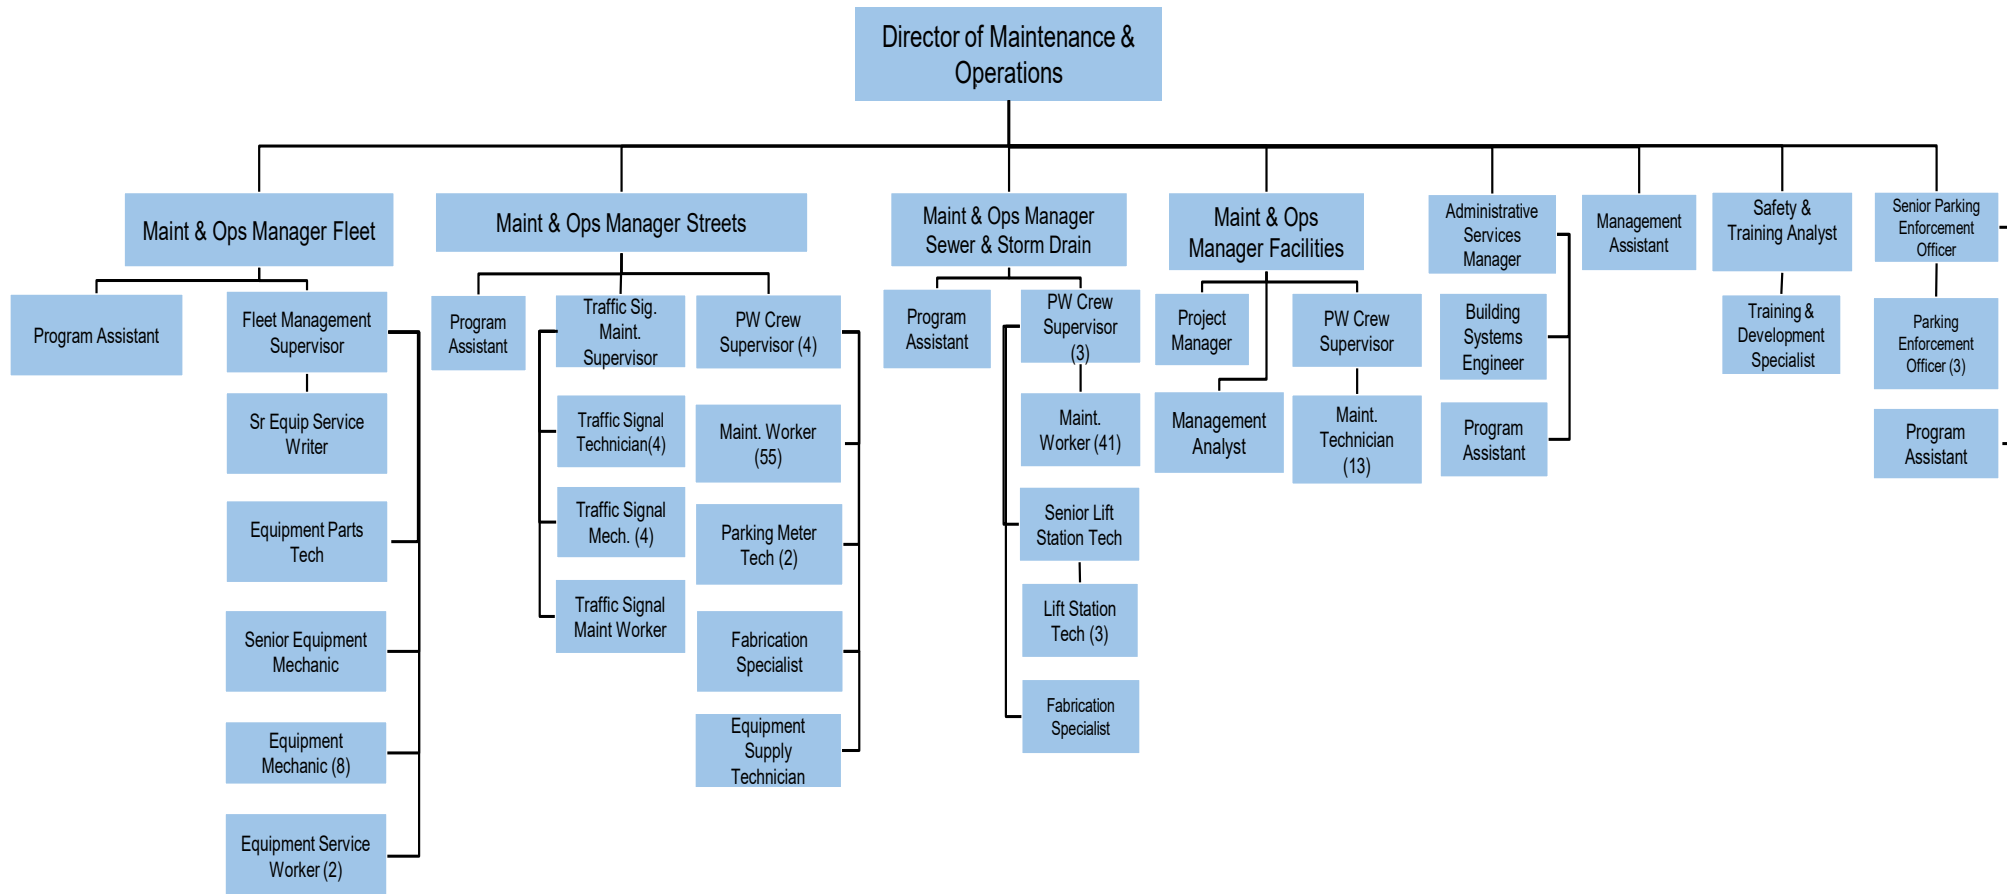 Director of Maintenance &
Operations
Maint & Ops Manager Fleet
Program Assistant
Fleet Management
Supervisor
Sr Equip Service
Writer
Equipment Parts
Tech
Senior Equipment
Mechanic
Equipment
Mechanic (8)
Equipment Service
Worker (2)
Maint & Ops Manager Streets
Program
Assistant
Traffic Sig.
Maint.
Supervisor
Traffic Signal
Technician(4)
Traffic Signal
Mech. (4)
Traffic Signal
Maint Worker
PW Crew
Supervisor (4)
Maint. Worker
(55)
Parking Meter
Tech (2)
Fabrication
Specialist
Equipment
Supply
Technician
Maint & Ops Manager
Sewer & Storm Drain
Program
Assistant
PW Crew
Supervisor
(3)
Maint.
Worker (41)
Senior Lift
Station Tech
Lift Station
Tech (3)
Fabrication
Specialist
Maint & Ops
Manager Facilities
Project
Manager
Management
Analyst
PW Crew
Supervisor
Maint.
Technician
(13)
Administrative
Services
Manager
Building
Systems
Engineer
Program
Assistant
Management
Assistant
Safety &
Training Analyst
Training &
Development
Specialist
Senior Parking
Enforcement
Officer
Parking
Enforcement
Officer (3)
Program
Assistant